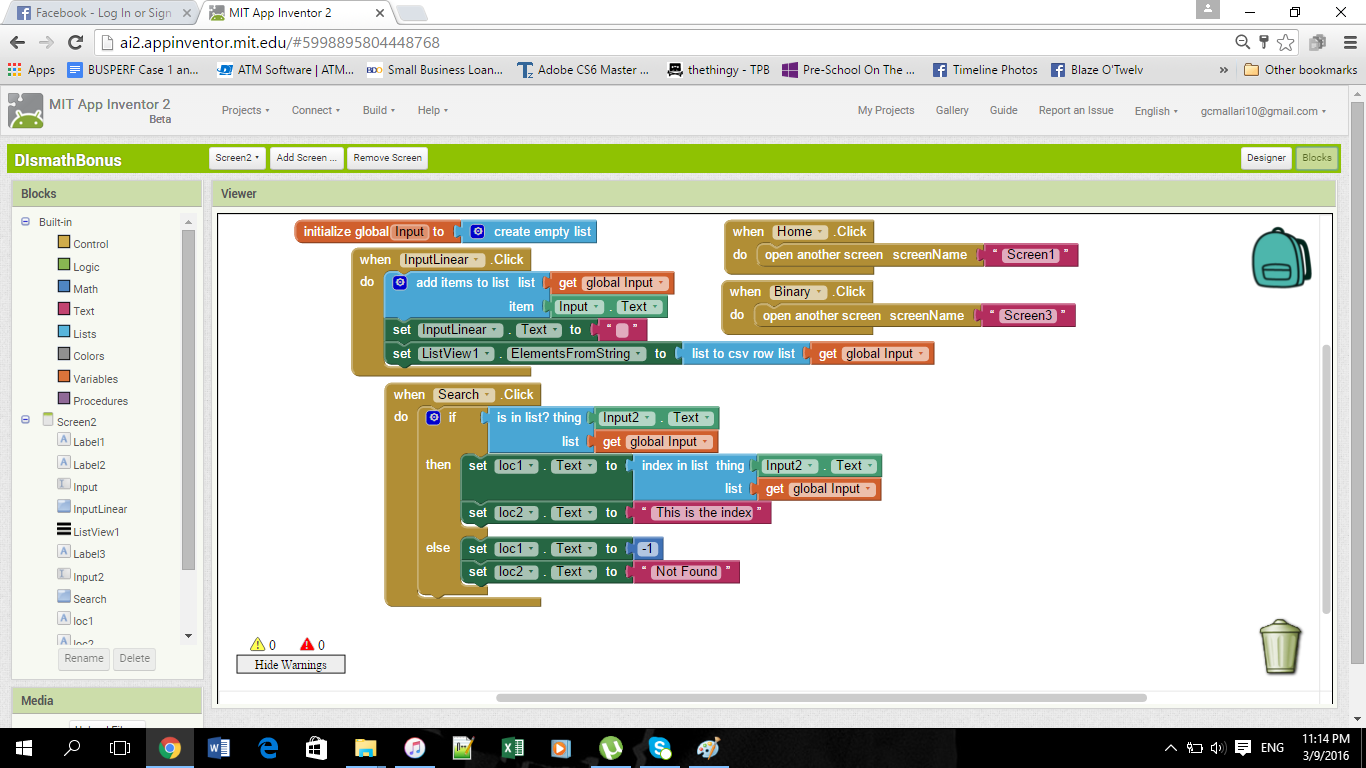 Facebook - Log In or Sign
MIT App Inventor 2
ai2.appinventor.mit.edu/#5998895804448768
Apps BUSPERF Case 1 an... ATM Software | ATM... BDO Small Business Loan... Adobe CS6 Master ... thethingy - TPB Pre-School On The ... Timeline Photos Blaze O'Twelv » Other bookmarks
MIT App Inventor 2
Beta
Projects Connect Build Help My Projects Gallery Guide Report an Issue English gcmallari10@gmail.com
DIsmathBonus Screen2 Add Screen ... Remove Screen Designer Blocks
Blocks
Viewer
Built-in
Control
Logic
Math
Text
Lists
Colors
Variables
Procedures
Screen2
Label1
Label2
Input
InputLinear
ListView1
Label3
Input2
Search
loc1
loc2
Rename Delete
Media
initialize global Input to create empty list
when InputLinear .Click
do add items to list list get global Input
item Input . Text
set InputLinear . Text to " "
set ListView1 . ElementsFromString to list to csv row list get global Input
when Home .Click
do open another screen screenName " Screen1 "
when Binary .Click
do open another screen screenName " Screen3 "
when Search .Click
do if is in list? thing Input2 . Text
list get global Input
then set loc1 . Text to index in list thing Input2 . Text
list get global Input
set loc2 . Text to " This is the index "
else set loc1 . Text to -1
set loc2 . Text to " Not Found "
0 0
Hide Warnings
ENG
11:14 PM
3/9/2016